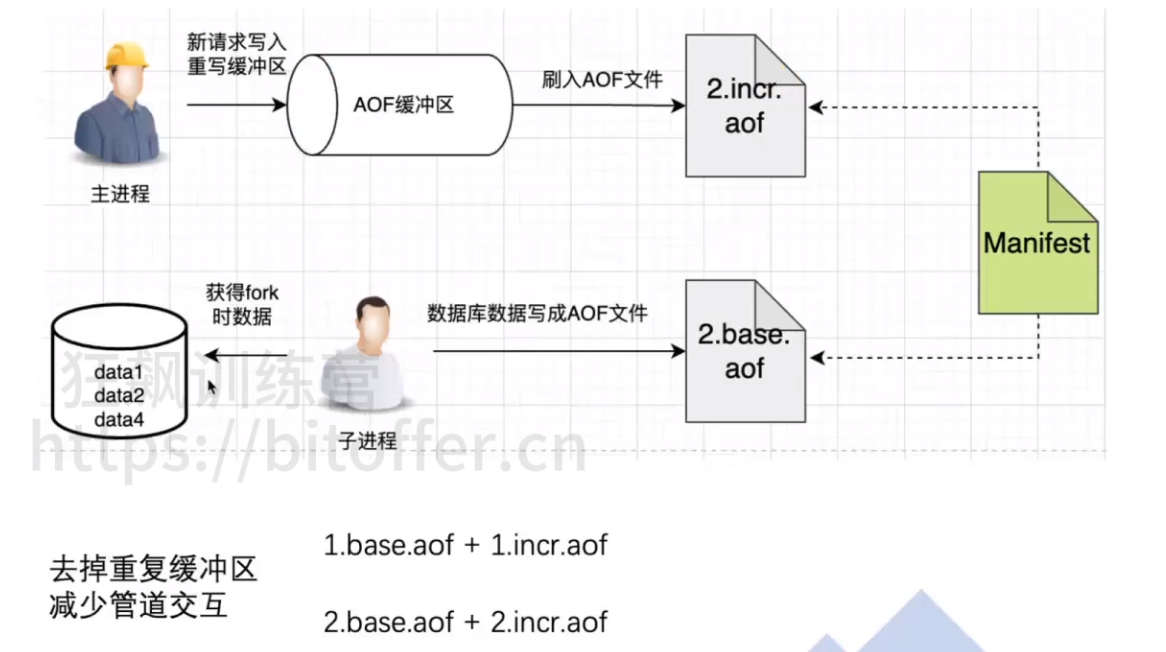 新请求写入
重写缓冲区
AOF缓冲区
刷入AOF文件
2.incr.
aof
主进程
Manifest
获得fork
时数据
数据库数据写成AOF文件
2.base.
aof
data1
data2
data4
狂飙训练营
https://bitoffer.cn
子进程
去掉重复缓冲区
减少管道交互
1.base.aof + 1.incr.aof
2.base.aof + 2.incr.aof